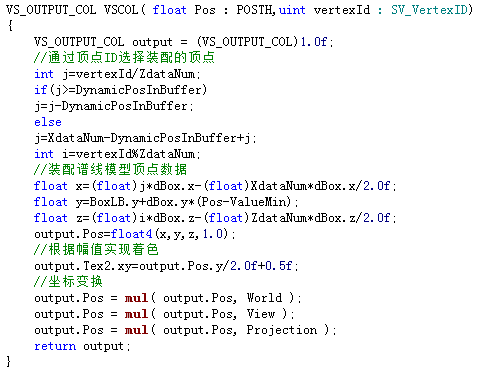 VS_OUTPUT_COL VSCOL( float Pos : POSTH,uint vertexId : SV_VertexID)
{
    VS_OUTPUT_COL output = (VS_OUTPUT_COL)1.0f;
    //通过顶点ID选择装配的顶点
    int j=vertexId/ZdataNum;
    if(j>=DynamicPosInBuffer)
    j=j-DynamicPosInBuffer;
    else
    j=XdataNum-DynamicPosInBuffer+j;
    int i=vertexId%ZdataNum;
    //装配谱线模型顶点数据
    float x=(float)j*dBox.x-(float)XdataNum*dBox.x/2.0f;
    float y=BoxLB.y+dBox.y*(Pos-ValueMin);
    float z=(float)i*dBox.z-(float)ZdataNum*dBox.z/2.0f;
    output.Pos=float4(x,y,z,1.0);
    //根据幅值实现着色
    output.Tex2.xy=output.Pos.y/2.0f+0.5f;
    //坐标变换
    output.Pos = mul( output.Pos, World );
    output.Pos = mul( output.Pos, View );
    output.Pos = mul( output.Pos, Projection );
    return output;
}